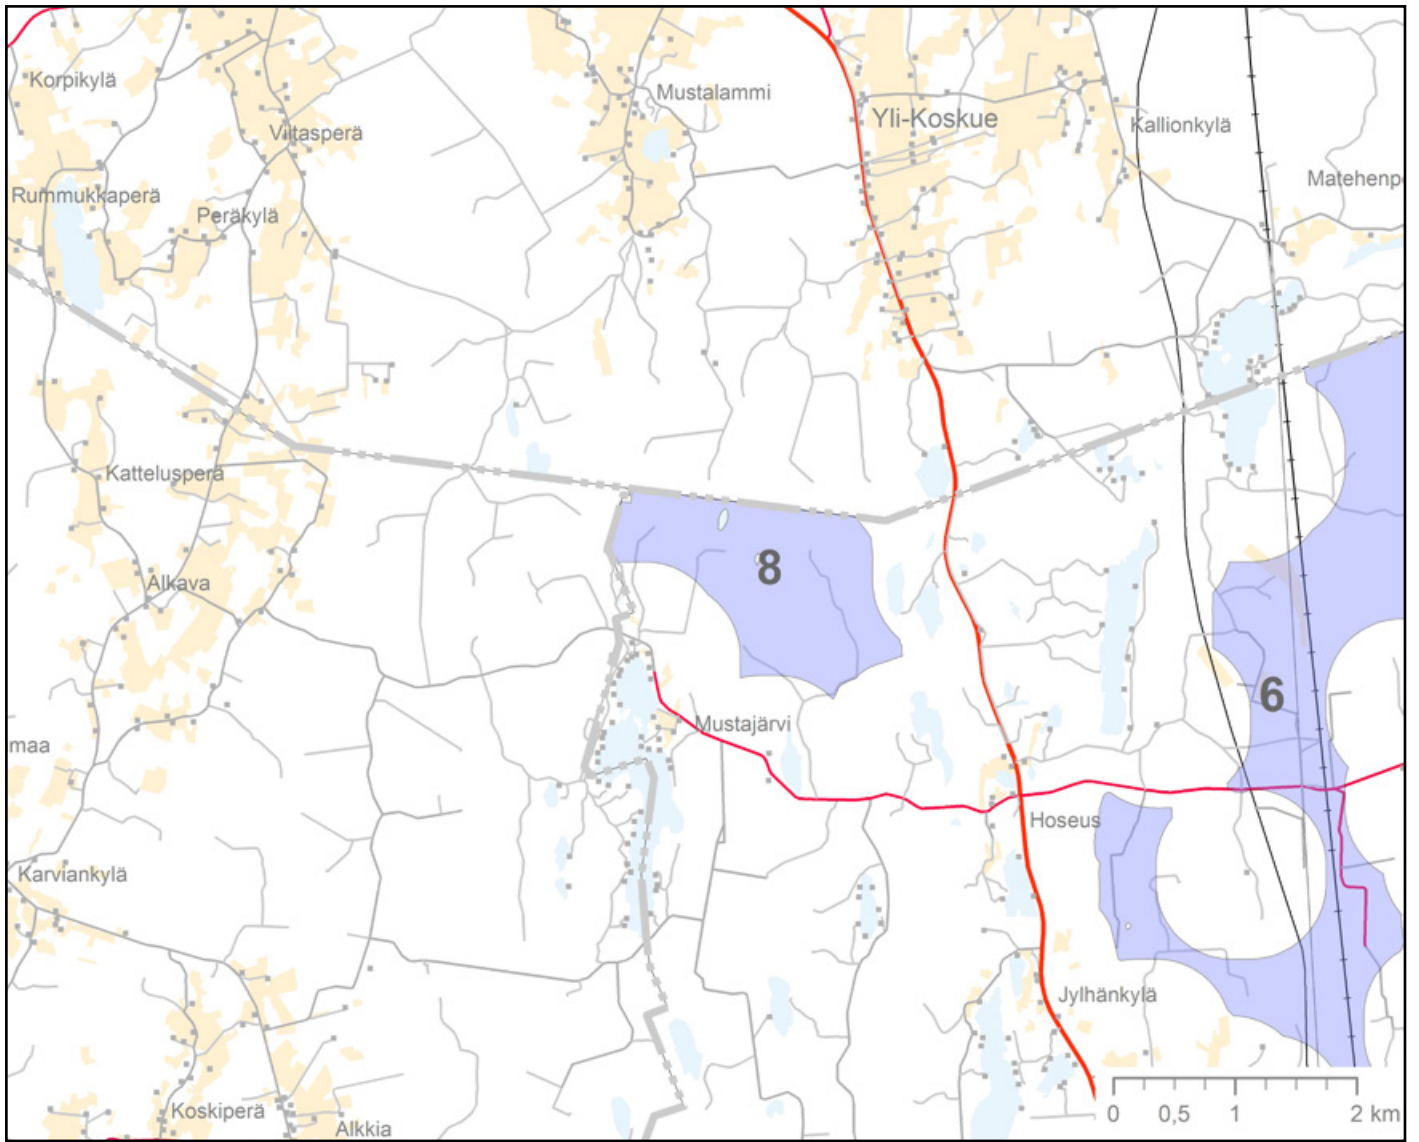 Korpikylä
Mustalammi
Yli-Koskue
Kallionkylä
Viitasperä
Matehenp
Rummukkaperä
Peräkylä
Katteluspera
8
Alkava
6
Mustajärvi
maa
Hoseus
Karviankylä
Jylhänkylä
Koskiperä
Alkkia
0 0,5 1 2 km